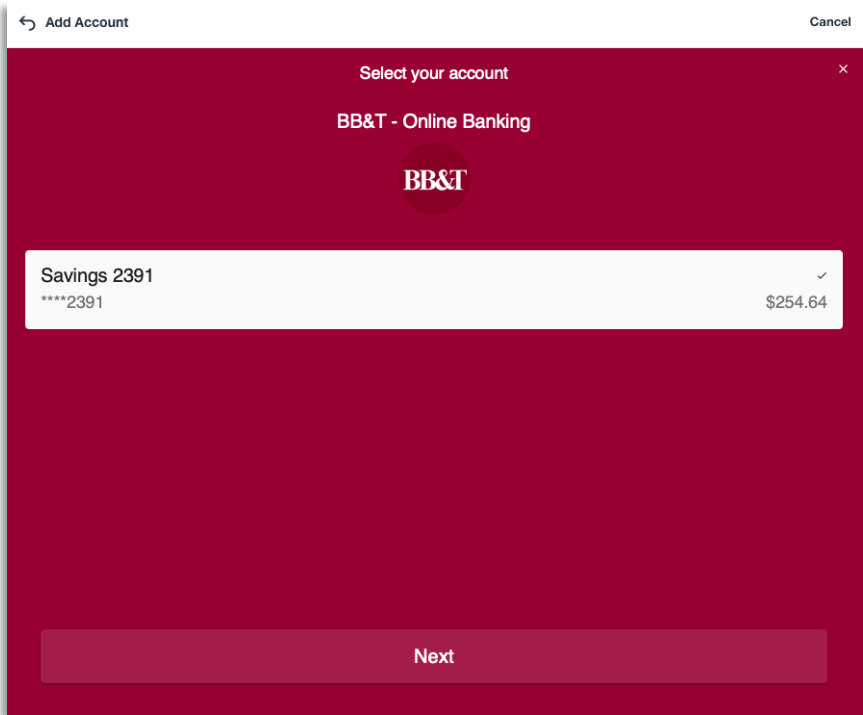 Add Account Cancel
Select your account
BB&T - Online Banking
BB&T
Savings 2391
****2391 $254.64
Next